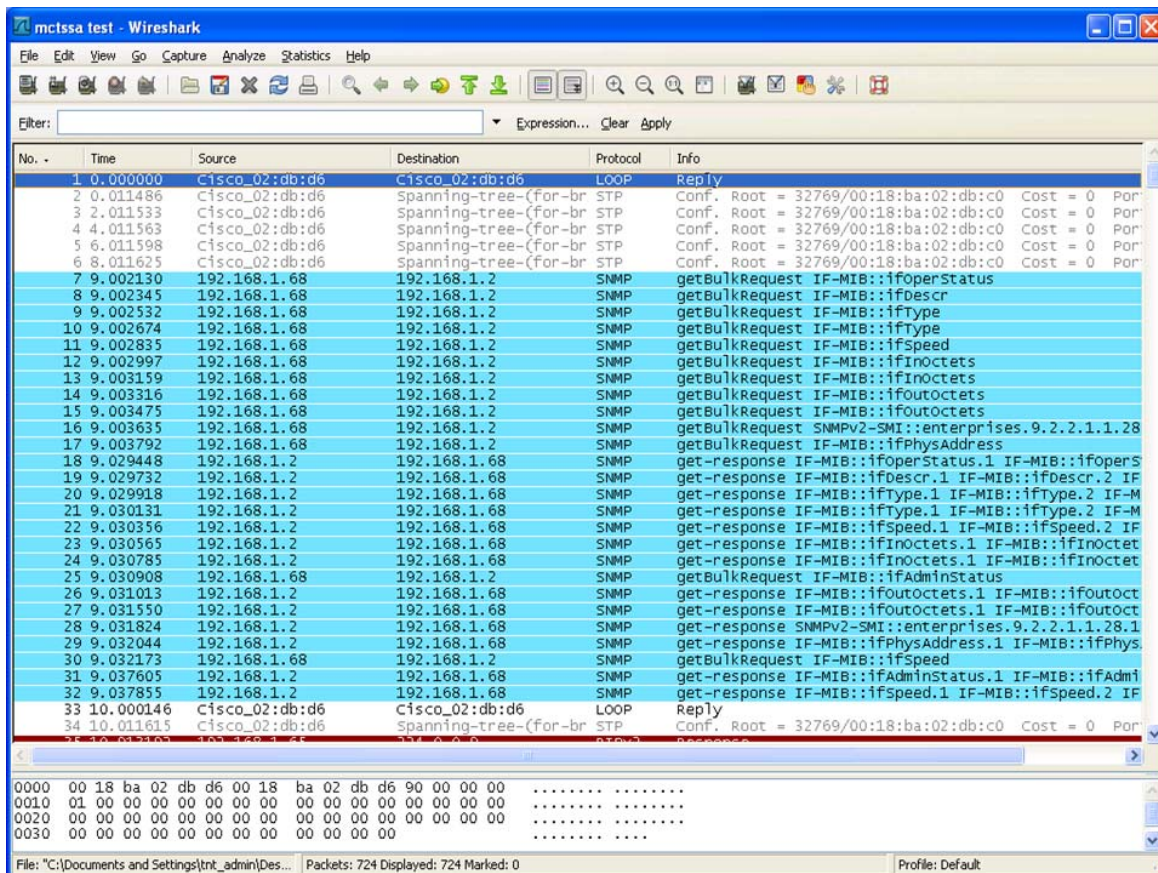 mctssa test - Wireshark
File Edit View Go Capture Analyze Statistics Help
Filter: Expression... Clear Apply
No. Time Source Destination Protocol Info
1 0.000000 Cisco_02:db:d6 Cisco_02:db:d6 LOOP Reply
2 0.011486 Cisco_02:db:d6 Spanning-tree-(for-br STP Conf. Root = 32769/00:18:ba:02:db:c0 Cost = 0 Por
3 2.011533 Cisco_02:db:d6 Spanning-tree-(for-br STP Conf. Root = 32769/00:18:ba:02:db:c0 Cost = 0 Por
4 4.011563 Cisco_02:db:d6 Spanning-tree-(for-br STP Conf. Root = 32769/00:18:ba:02:db:c0 Cost = 0 Por
5 6.011598 Cisco_02:db:d6 Spanning-tree-(for-br STP Conf. Root = 32769/00:18:ba:02:db:c0 Cost = 0 Por
6 8.011625 Cisco_02:db:d6 Spanning-tree-(for-br STP Conf. Root = 32769/00:18:ba:02:db:c0 Cost = 0 Por
7 9.002130 192.168.1.68 192.168.1.2 SNMP getBulkRequest IF-MIB::ifOperStatus
8 9.002345 192.168.1.68 192.168.1.2 SNMP getBulkRequest IF-MIB::ifDescr
9 9.002532 192.168.1.68 192.168.1.2 SNMP getBulkRequest IF-MIB::ifType
10 9.002674 192.168.1.68 192.168.1.2 SNMP getBulkRequest IF-MIB::ifType
11 9.002835 192.168.1.68 192.168.1.2 SNMP getBulkRequest IF-MIB::ifSpeed
12 9.002997 192.168.1.68 192.168.1.2 SNMP getBulkRequest IF-MIB::ifInOctets
13 9.003159 192.168.1.68 192.168.1.2 SNMP getBulkRequest IF-MIB::ifInOctets
14 9.003316 192.168.1.68 192.168.1.2 SNMP getBulkRequest IF-MIB::ifOutOctets
15 9.003475 192.168.1.68 192.168.1.2 SNMP getBulkRequest IF-MIB::ifOutOctets
16 9.003635 192.168.1.68 192.168.1.2 SNMP getBulkRequest SNMPv2-SMI::enterprises.9.2.2.1.1.28
17 9.003792 192.168.1.68 192.168.1.2 SNMP getBulkRequest IF-MIB::ifPhysAddress
18 9.029448 192.168.1.2 192.168.1.68 SNMP get-response IF-MIB::ifOperStatus.1 IF-MIB::ifOperS
19 9.029732 192.168.1.2 192.168.1.68 SNMP get-response IF-MIB::ifDescr.1 IF-MIB::ifDescr.2 IF
20 9.029918 192.168.1.2 192.168.1.68 SNMP get-response IF-MIB::ifType.1 IF-MIB::ifType.2 IF-M
21 9.030131 192.168.1.2 192.168.1.68 SNMP get-response IF-MIB::ifType.1 IF-MIB::ifType.2 IF-M
22 9.030356 192.168.1.2 192.168.1.68 SNMP get-response IF-MIB::ifSpeed.1 IF-MIB::ifSpeed.2 IF
23 9.030565 192.168.1.2 192.168.1.68 SNMP get-response IF-MIB::ifInOctets.1 IF-MIB::ifInOctet
24 9.030785 192.168.1.2 192.168.1.68 SNMP get-response IF-MIB::ifInOctets.1 IF-MIB::ifInOctet
25 9.030908 192.168.1.68 192.168.1.2 SNMP getBulkRequest IF-MIB::ifAdminStatus
26 9.031013 192.168.1.2 192.168.1.68 SNMP get-response IF-MIB::ifOutOctets.1 IF-MIB::ifOutOct
27 9.031550 192.168.1.2 192.168.1.68 SNMP get-response IF-MIB::ifOutOctets.1 IF-MIB::ifOutOct
28 9.031824 192.168.1.2 192.168.1.68 SNMP get-response SNMPv2-SMI::enterprises.9.2.2.1.1.28.1
29 9.032044 192.168.1.2 192.168.1.68 SNMP get-response IF-MIB::ifPhysAddress.1 IF-MIB::ifPhys
30 9.032173 192.168.1.68 192.168.1.2 SNMP getBulkRequest IF-MIB::ifSpeed
31 9.037605 192.168.1.2 192.168.1.68 SNMP get-response IF-MIB::ifAdminStatus.1 IF-MIB::ifAdmi
32 9.037855 192.168.1.2 192.168.1.68 SNMP get-response IF-MIB::ifSpeed.1 IF-MIB::ifSpeed.2 IF
33 10.000146 Cisco_02:db:d6 Cisco_02:db:d6 LOOP Reply
34 10.011615 Cisco_02:db:d6 Spanning-tree-(for-br STP Conf. Root = 32769/00:18:ba:02:db:c0 Cost = 0 Por
0000 00 18 ba 02 db d6 00 18 ba 02 db d6 90 00 00 00 ........ ........
0010 01 00 00 00 00 00 00 00 00 00 00 00 00 00 00 00 ........ ........
0020 00 00 00 00 00 00 00 00 00 00 00 00 00 00 00 00 ........ ........
0030 00 00 00 00 00 00 00 00 00 00 00 00 ........ ....
File: "C:\Documents and Settings\tnt_admin\Des... Packets: 724 Displayed: 724 Marked: 0 Profile: Default